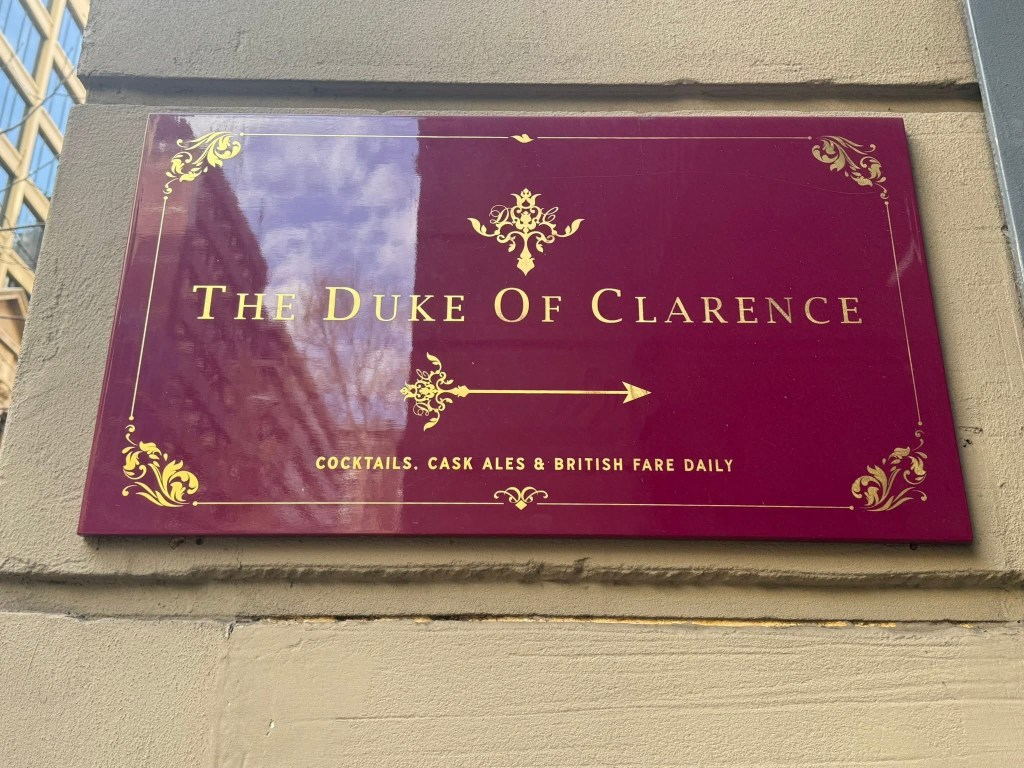 D C
THE DUKE OF CLARENCE
COCKTAILS. CASK ALES & BRITISH FARE DAILY